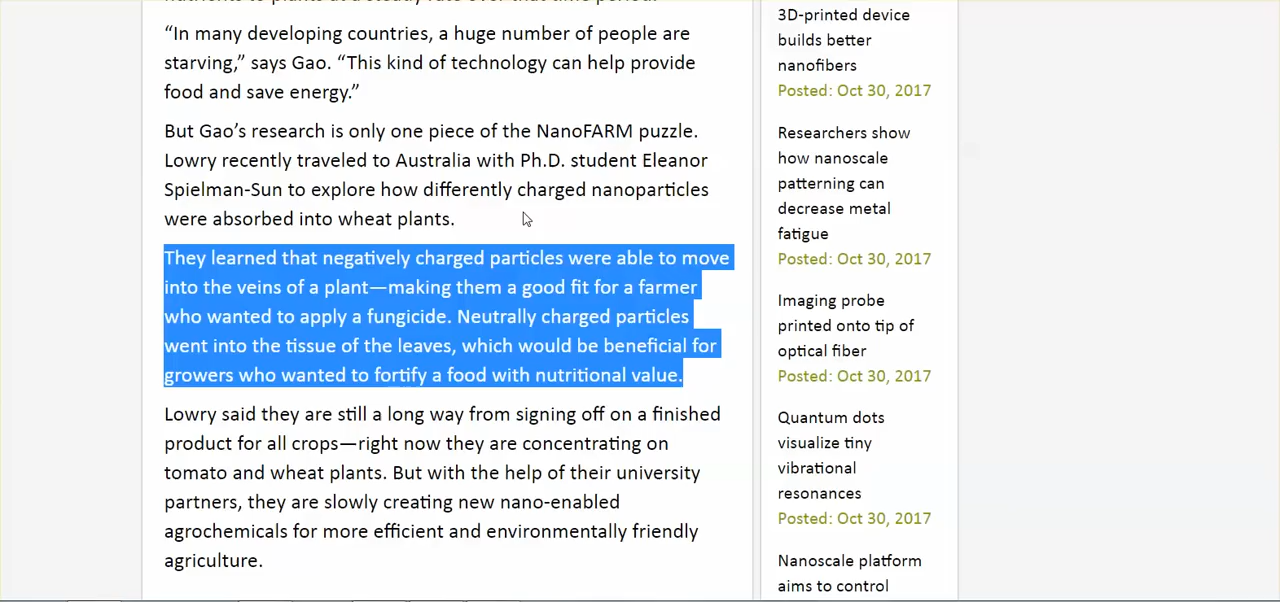 “In many developing countries, a huge number of people are
starving,” says Gao. “This kind of technology can help provide
food and save energy.”
But Gao’s research is only one piece of the NanoFARM puzzle.
Lowry recently traveled to Australia with Ph.D. student Eleanor
Spielman-Sun to explore how differently charged nanoparticles
were absorbed into wheat plants.
They learned that negatively charged particles were able to move
into the veins of a plant—making them a good fit for a farmer
who wanted to apply a fungicide. Neutrally charged particles
went into the tissue of the leaves, which would be beneficial for
growers who wanted to fortify a food with nutritional value.
Lowry said they are still a long way from signing off on a finished
product for all crops—right now they are concentrating on
tomato and wheat plants. But with the help of their university
partners, they are slowly creating new nano-enabled
agrochemicals for more efficient and environmentally friendly
agriculture.
3D-printed device
builds better
nanofibers
Posted: Oct 30, 2017
Researchers show
how nanoscale
patterning can
decrease metal
fatigue
Posted: Oct 30, 2017
Imaging probe
printed onto tip of
optical fiber
Posted: Oct 30, 2017
Quantum dots
visualize tiny
vibrational
resonances
Posted: Oct 30, 2017
Nanoscale platform
aims to control